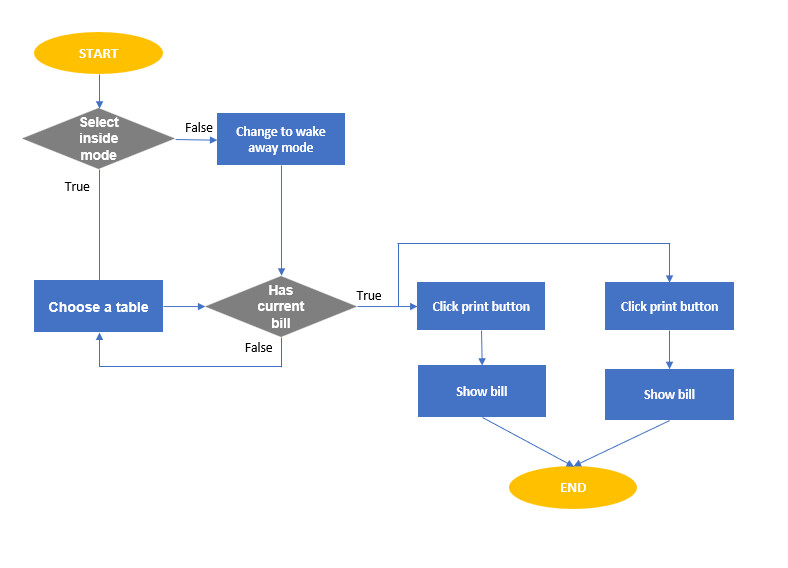 START
Select
inside
mode
False
Change to wake
away mode
True
Choose a table
Has
current
bill
True
False
Click print button
Click print button
Show bill
Show bill
END